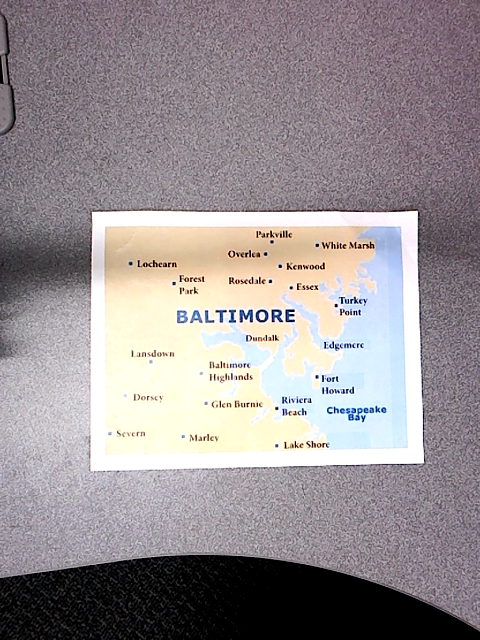 Parkville
White Marsh
Overlea
Lochearn
Kenwood
Forest
Park
Rosedale
Essex
Turkey
Point
BALTIMORE
Dundalk
Edgemere
Lansdown
Baltimore
Highlands
Fort
Howard
Dorsey
Glen Burnie
Riviera
Beach
Chesapeake
Bay
Severn
Marley
Lake Shore